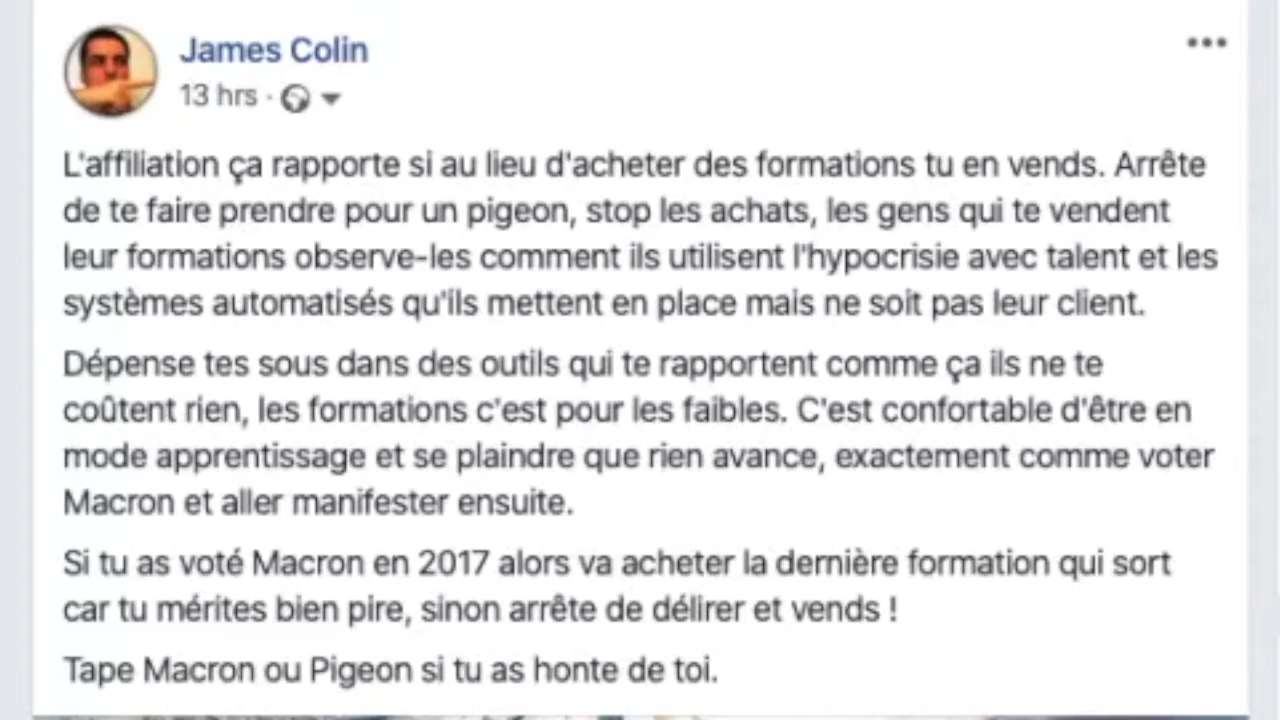 James Colin
13 hrs ·
L'affiliation ça rapporte si au lieu d'acheter des formations tu en vends. Arrête
de te faire prendre pour un pigeon, stop les achats, les gens qui te vendent
leur formations observe-les comment ils utilisent l'hypocrisie avec talent et les
systèmes automatisés qu'ils mettent en place mais ne soit pas leur client.
Dépense tes sous dans des outils qui te rapportent comme ça ils ne te
coûtent rien, les formations c'est pour les faibles. C'est confortable d'être en
mode apprentissage et se plaindre que rien avance, exactement comme voter
Macron et aller manifester ensuite.
Si tu as voté Macron en 2017 alors va acheter la dernière formation qui sort
car tu mérites bien pire, sinon arrête de délirer et vends !
Tape Macron ou Pigeon si tu as honte de toi.